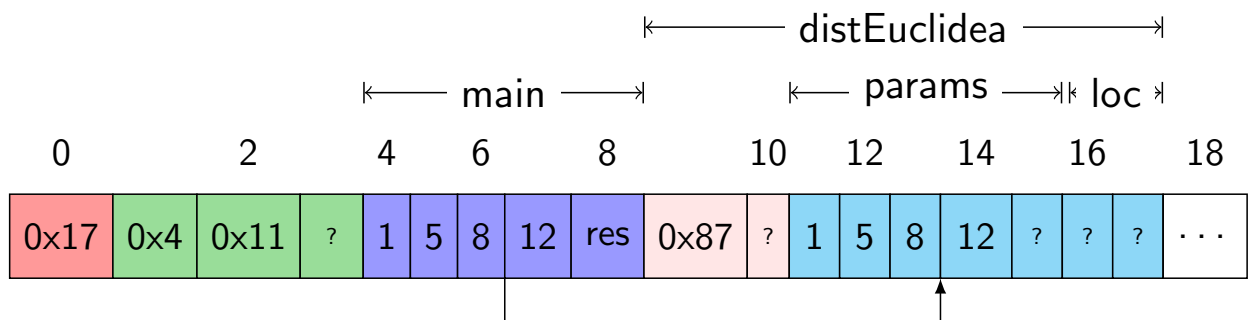 distEuclidea
main params loc
0 2 4 6 8 10 12 14 16 18
0x17 0x4 0x11 ? 1 5 8 12 res 0x87 ? 1 5 8 12 ? ? ? ...